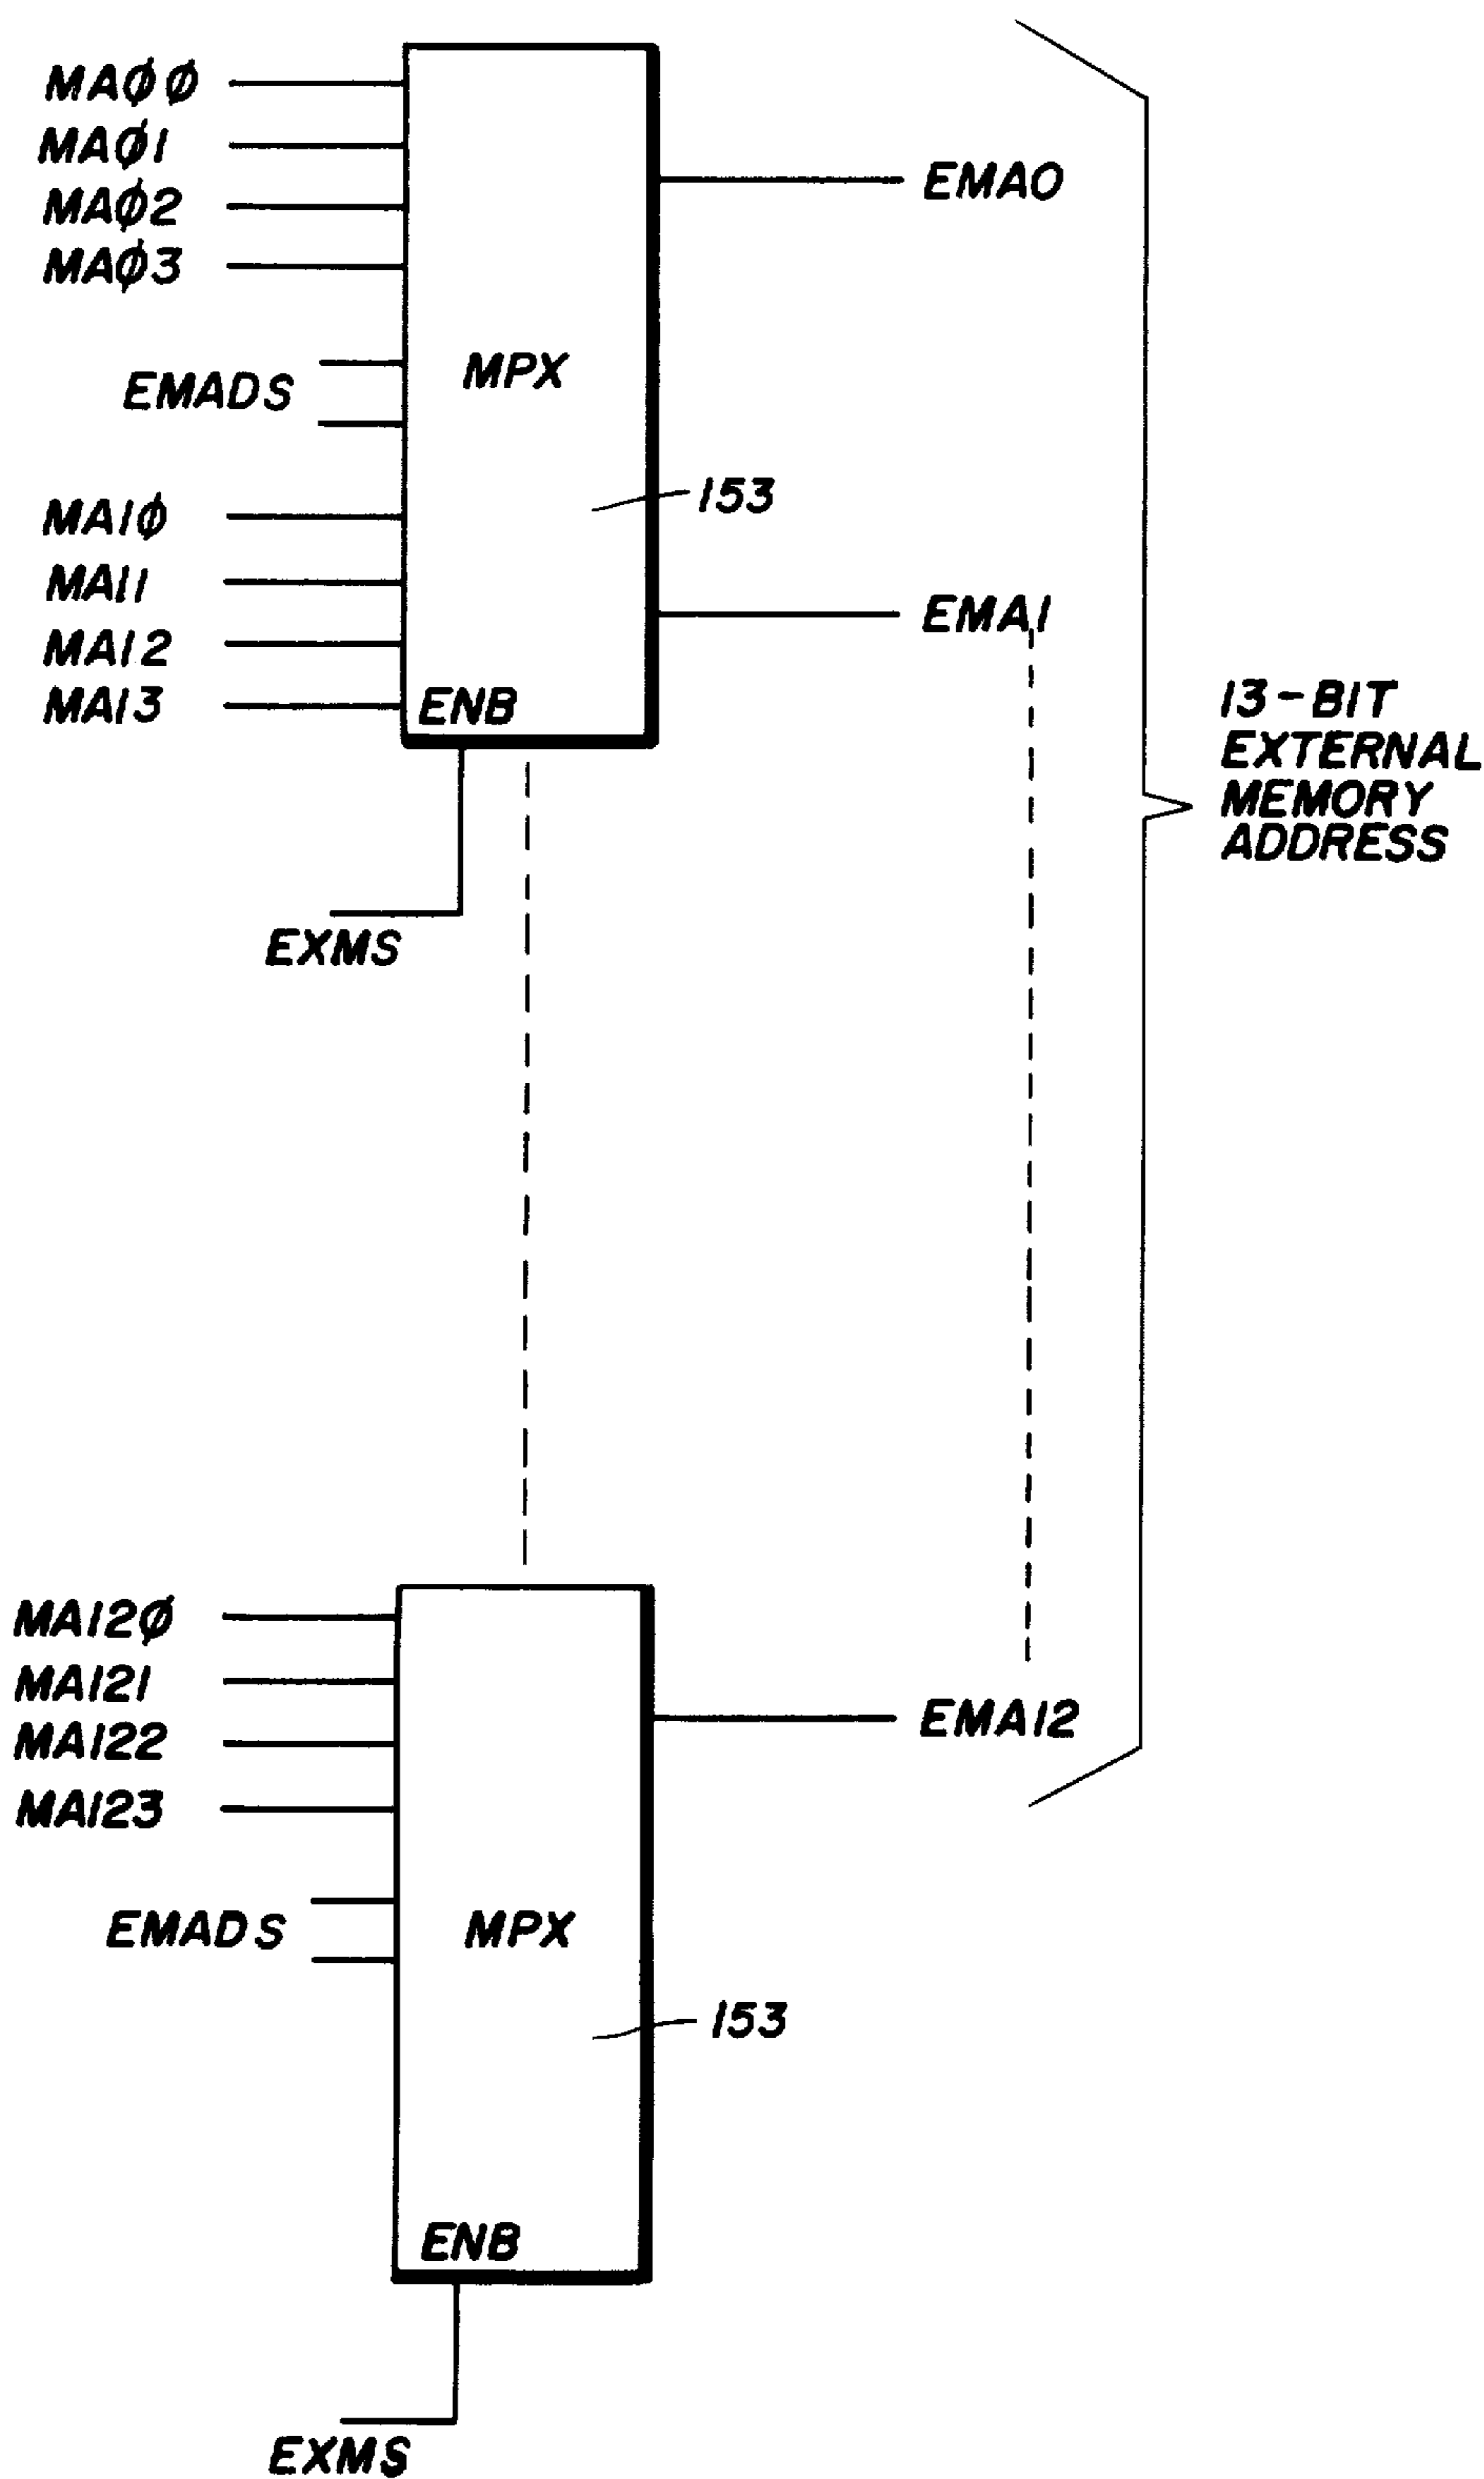 MAØØ
MAØ1
MAØ2
MAØ3
EMADS
MA1Ø
MA11
MA12
MA13
MPX
153
ENB
EXMS
EMA0
EMA1
13-BIT
EXTERNAL
MEMORY
ADDRESS
MA12Ø
MA121
MA122
MA123
EMADS
MPX
153
ENB
EXMS
EMA12